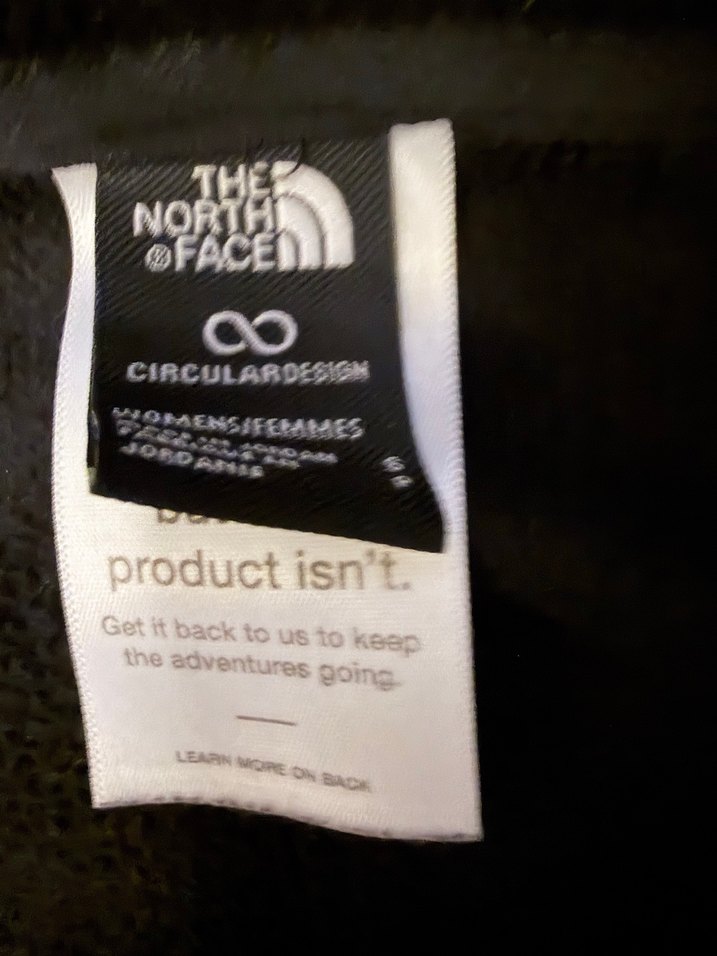 THE
NORTH
FACE
CIRCULARDESIGN
WOMENS/FEMMES
JORDAN
JORDANIE
product isn't.
Get it back to us to keep
the adventures going.
LEARN MORE ON BACK